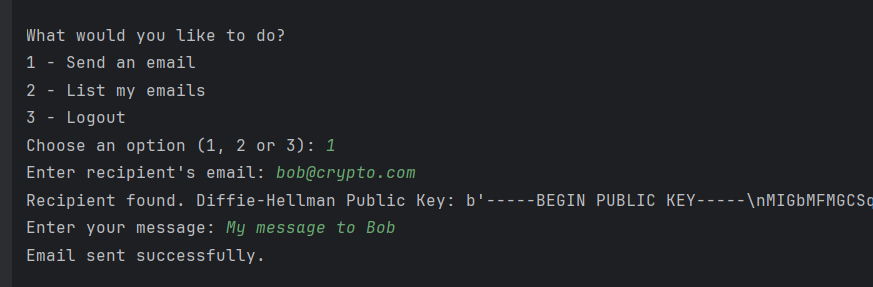 What would you like to do?
1 - Send an email
2 - List my emails
3 - Logout
Choose an option (1, 2 or 3): 1
Enter recipient's email: bob@crypto.com
Recipient found. Diffie-Hellman Public Key: b'-----BEGIN PUBLIC KEY-----\nMIGbMFMGCSq
Enter your message: My message to Bob
Email sent successfully.